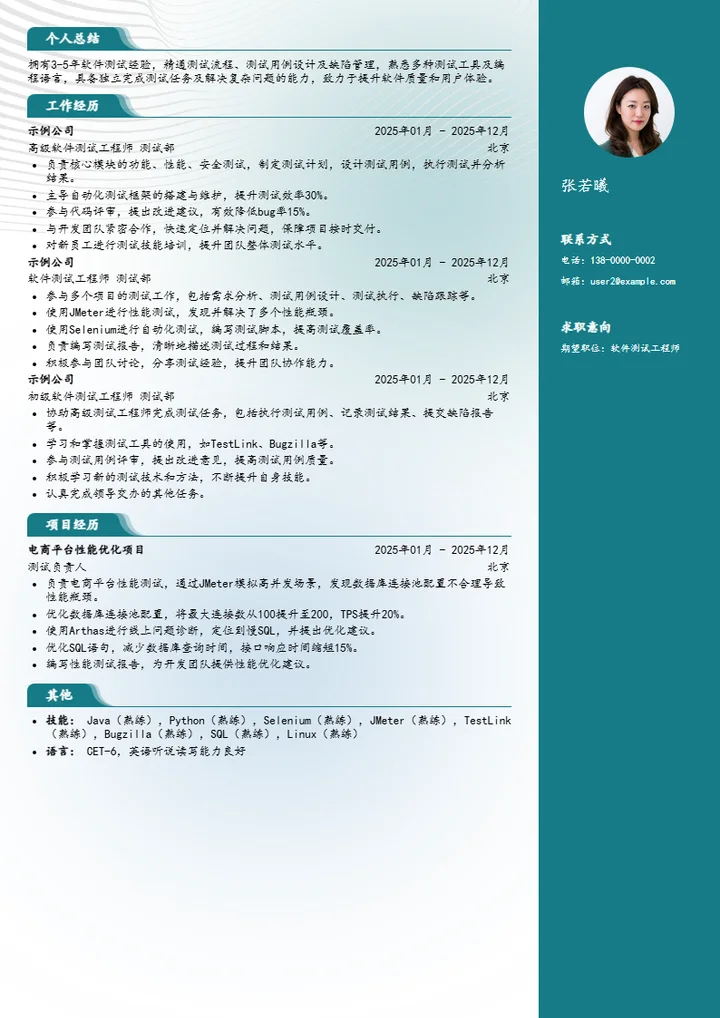 个人总结
拥有3-5年软件测试经验，精通测试流程、测试用例设计及缺陷管理，熟悉多种测试工具及编
程语言，具备独立完成测试任务及解决复杂问题的能力，致力于提升软件质量和用户体验。
工作经历
示例公司 2025年01月 - 2025年12月
高级软件测试工程师 测试部 北京
• 负责核心模块的功能、性能、安全测试，制定测试计划，设计测试用例，执行测试并分析
结果。
• 主导自动化测试框架的搭建与维护，提升测试效率30%。
• 参与代码评审，提出改进建议，有效降低bug率15%。
• 与开发团队紧密合作，快速定位并解决问题，保障项目按时交付。
• 对新员工进行测试技能培训，提升团队整体测试水平。
示例公司 2025年01月 - 2025年12月
软件测试工程师 测试部 北京
• 参与多个项目的测试工作，包括需求分析、测试用例设计、测试执行、缺陷跟踪等。
• 使用JMeter进行性能测试，发现并解决了多个性能瓶颈。
• 使用Selenium进行自动化测试，编写测试脚本，提高测试覆盖率。
• 负责编写测试报告，清晰地描述测试过程和结果。
• 积极参与团队讨论，分享测试经验，提升团队协作能力。
示例公司 2025年01月 - 2025年12月
初级软件测试工程师 测试部 北京
• 协助高级测试工程师完成测试任务，包括执行测试用例、记录测试结果、提交缺陷报告
等。
• 学习和掌握测试工具的使用，如TestLink、Bugzilla等。
• 参与测试用例评审，提出改进意见，提高测试用例质量。
• 积极学习新的测试技术和方法，不断提升自身技能。
• 认真完成领导交办的其他任务。
项目经历
电商平台性能优化项目 2025年01月 - 2025年12月
测试负责人 北京
• 负责电商平台性能测试，通过JMeter模拟高并发场景，发现数据库连接池配置不合理导致
性能瓶颈。
• 优化数据库连接池配置，将最大连接数从100提升至200，TPS提升20%。
• 使用Arthas进行线上问题诊断，定位到慢SQL，并提出优化建议。
• 优化SQL语句，减少数据库查询时间，接口响应时间缩短15%。
• 编写性能测试报告，为开发团队提供性能优化建议。
其他
• 技能： Java（熟练），Python（熟练），Selenium（熟练），JMeter（熟练），TestLink
（熟练），Bugzilla（熟练），SQL（熟练），Linux（熟练）
• 语言： CET-6，英语听说读写能力良好
张若曦
联系方式
电话：138-0000-0002
邮箱：user2@example.com
求职意向
期望职位：软件测试工程师